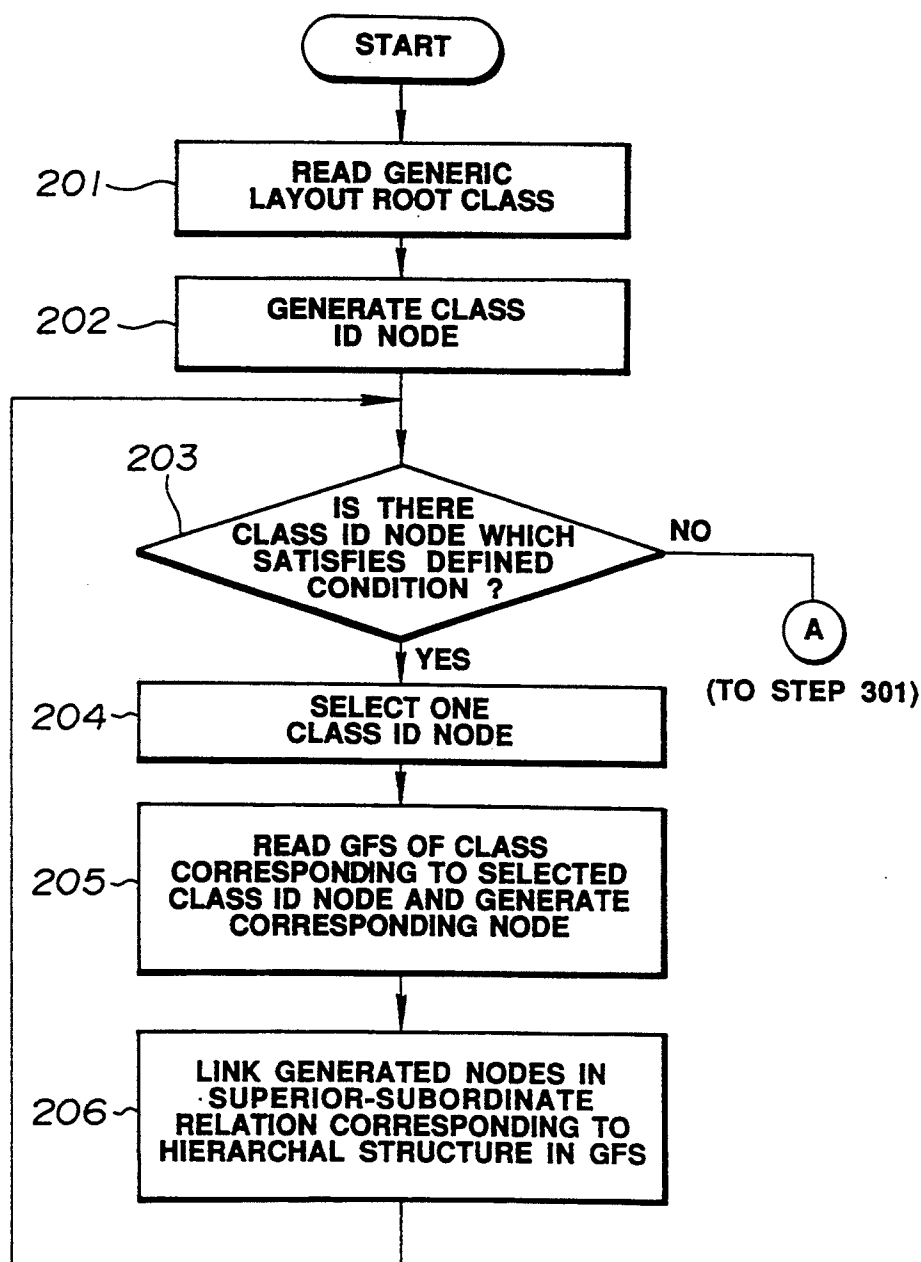 START
201
READ GENERIC
LAYOUT ROOT CLASS
202
GENERATE CLASS
ID NODE
203
IS THERE
CLASS ID NODE WHICH
SATISFIES DEFINED
CONDITION ?
NO
A
(TO STEP 301)
YES
204
SELECT ONE
CLASS ID NODE
205
READ GFS OF CLASS
CORRESPONDING TO SELECTED
CLASS ID NODE AND GENERATE
CORRESPONDING NODE
206
LINK GENERATED NODES IN
SUPERIOR-SUBORDINATE
RELATION CORRESPONDING TO
HIERARCHAL STRUCTURE IN GFS